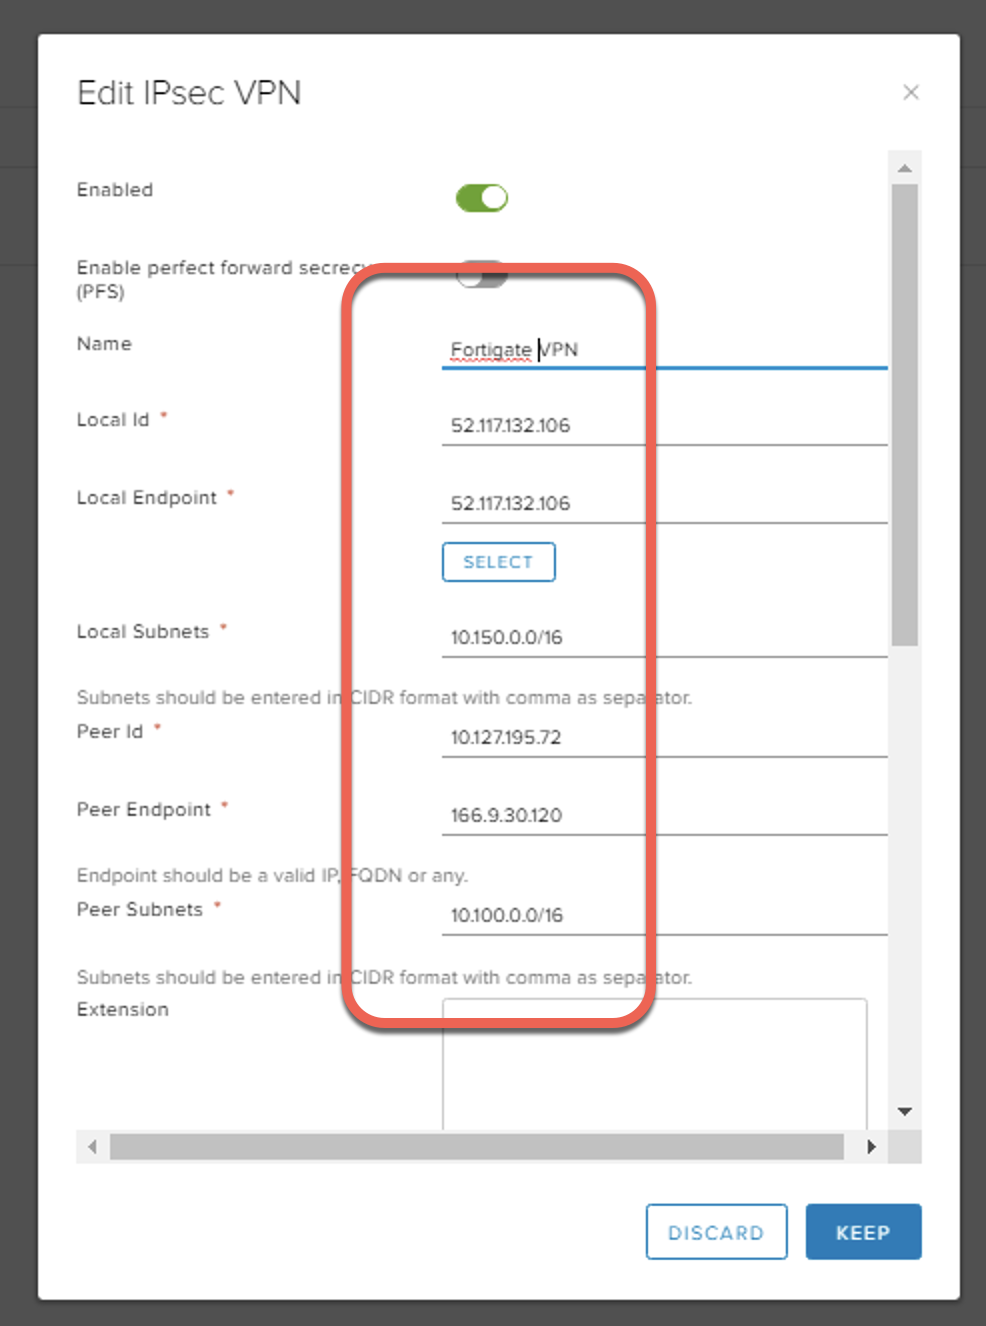 Edit IPsec VPN
Enabled
Enable perfect forward secrecy
(PFS)
Name
Fortigate VPN
Local Id *
52.117.132.106
Local Endpoint *
52.117.132.106
SELECT
Local Subnets *
10.150.0.0/16
Subnets should be entered in CIDR format with comma as separator.
Peer Id *
10.127.195.72
Peer Endpoint *
166.9.30.120
Endpoint should be a valid IP, FQDN or any.
Peer Subnets *
10.100.0.0/16
Subnets should be entered in CIDR format with comma as separator.
Extension
DISCARD
KEEP